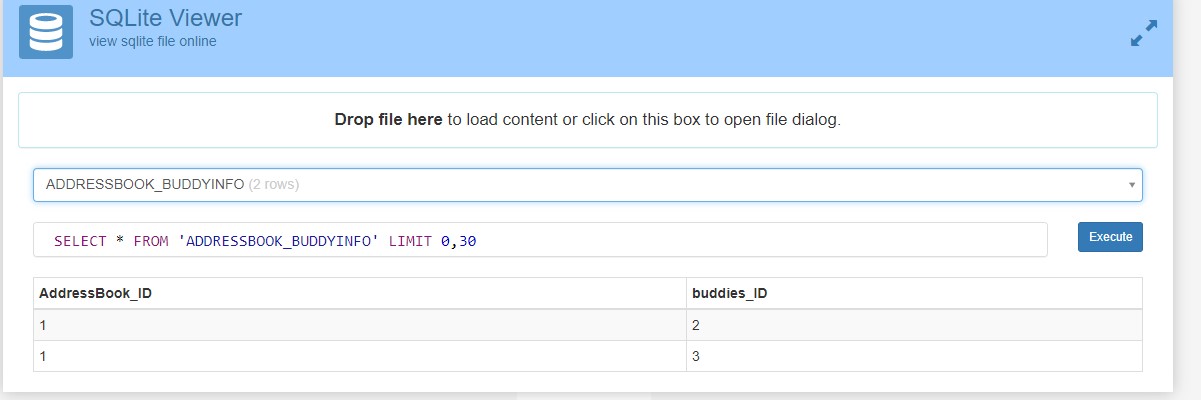 SQLite Viewer
view sqlite file online
Drop file here to load content or click on this box to open file dialog.
ADDRESSBOOK_BUDDYINFO (2 rows)
SELECT * FROM 'ADDRESSBOOK_BUDDYINFO' LIMIT 0,30
Execute
AddressBook_ID buddies_ID
1 2
1 3